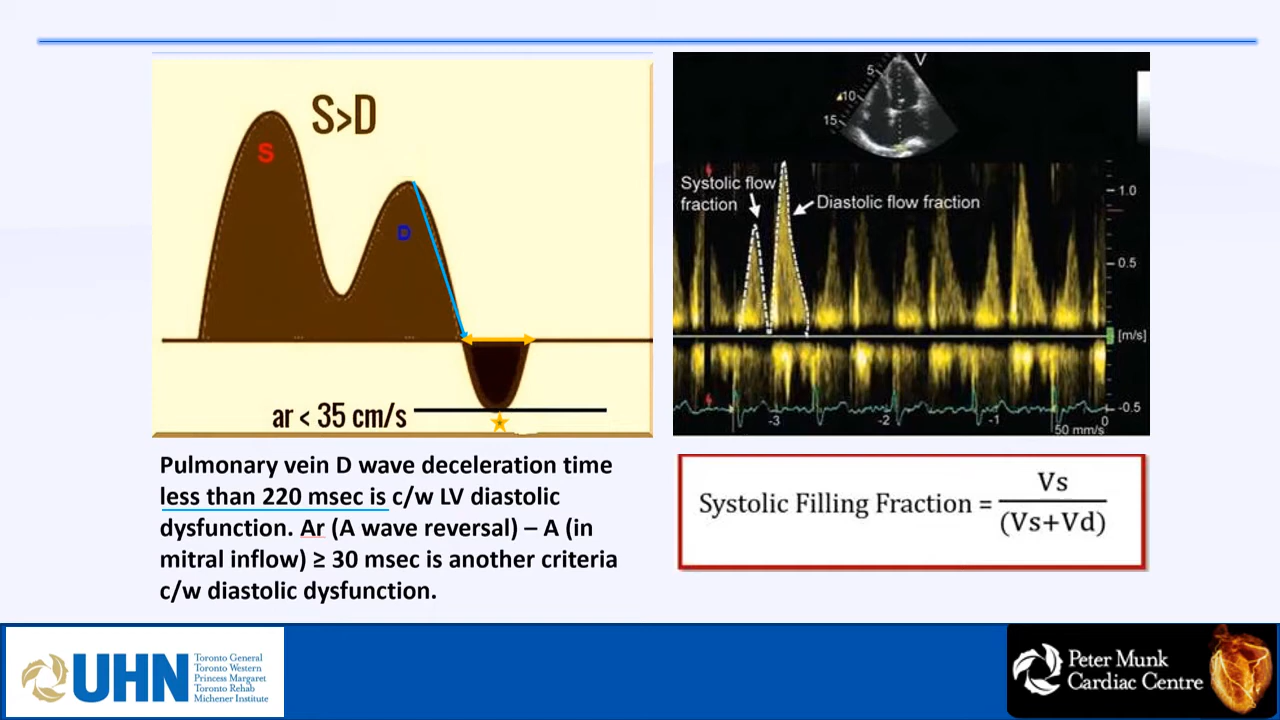 S>D
S
D
ar < 35 cm/s
V
5
10
15
Systolic flow
fraction
Diastolic flow fraction
1.0
0.5
[m/s]
-0.5
-3
-2
-1
0
50 mm/s
Pulmonary vein D wave deceleration time
less than 220 msec is c/w LV diastolic
dysfunction. Ar (A wave reversal) – A (in
mitral inflow) ≥ 30 msec is another criteria
c/w diastolic dysfunction.
Systolic Filling Fraction = Vs
(Vs+Vd)
UHN
Toronto General
Toronto Western
Princess Margaret
Toronto Rehab
Michener Institute
Peter Munk
Cardiac Centre